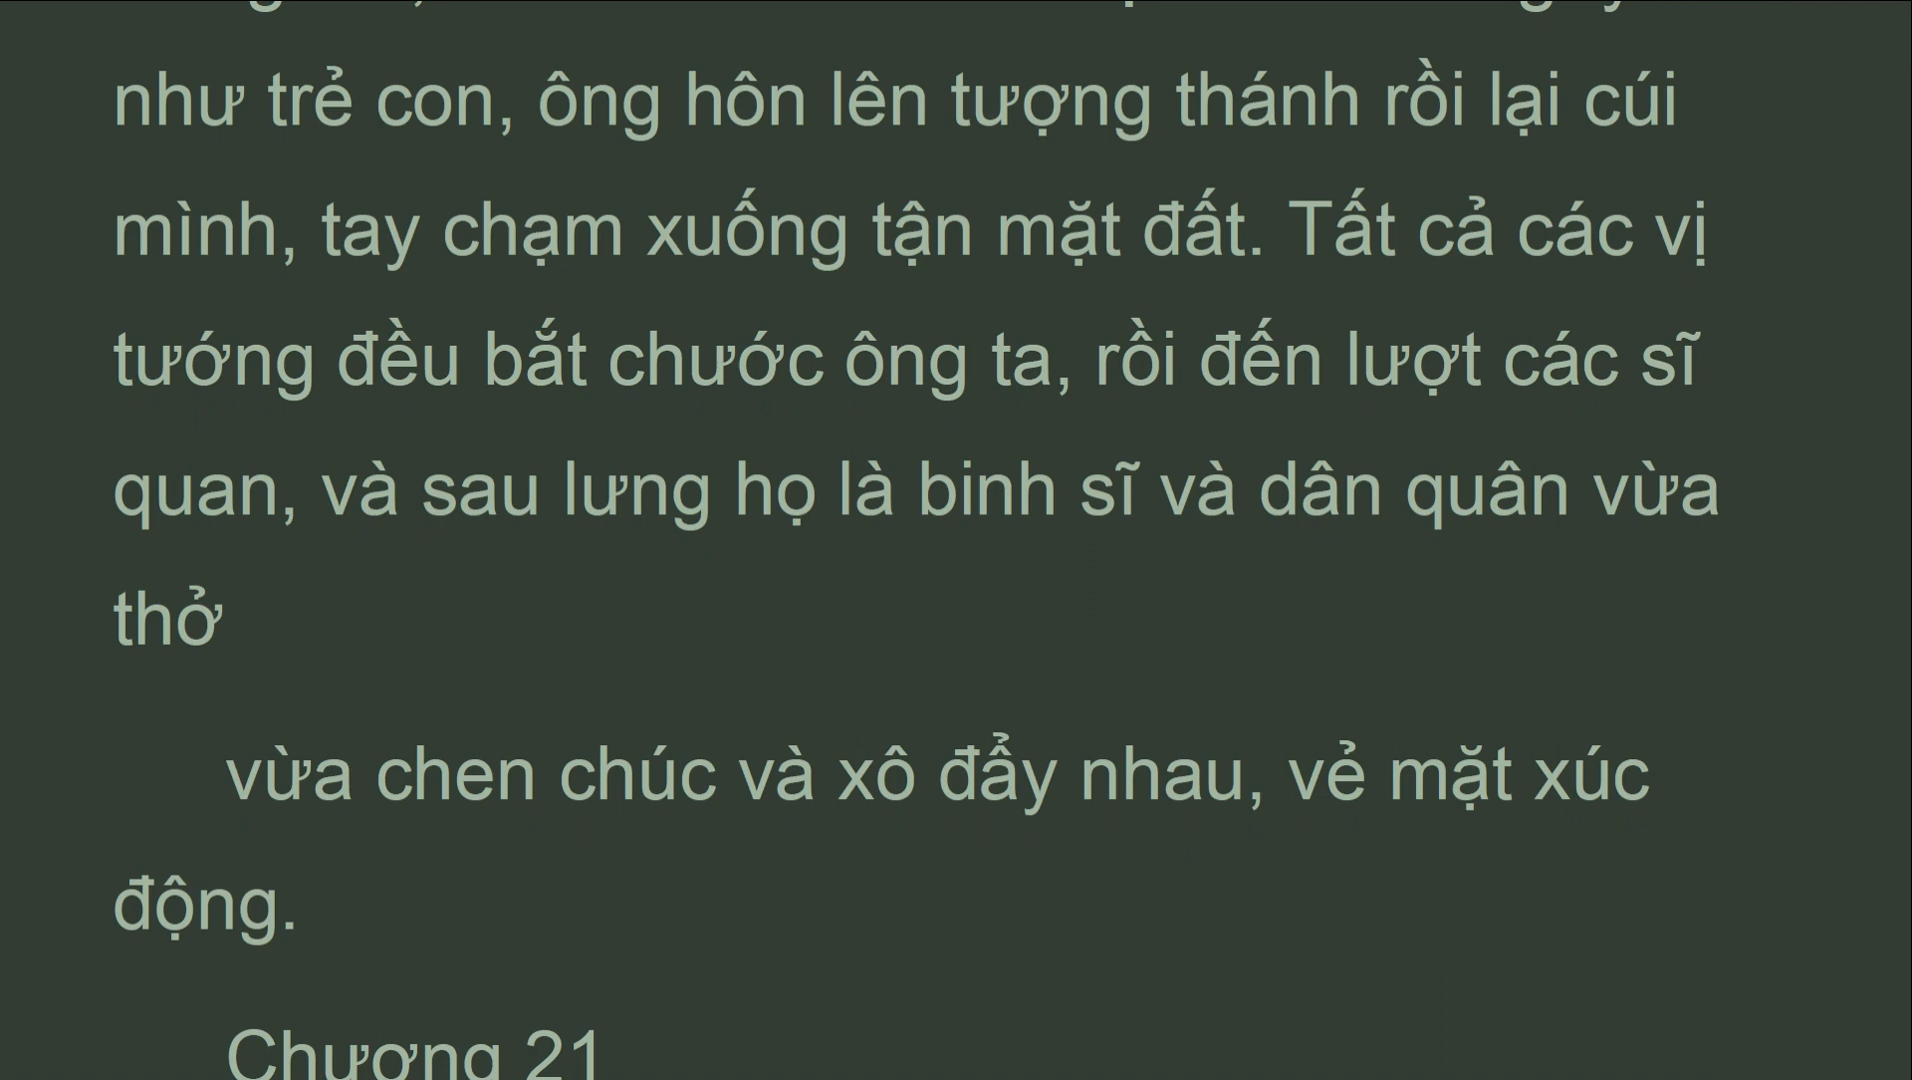 như trẻ con, ông hôn lên tượng thánh rồi lại cúi
mình, tay chạm xuống tận mặt đất. Tất cả các vị
tướng đều bắt chước ông ta, rồi đến lượt các sĩ
quan, và sau lưng họ là binh sĩ và dân quân vừa
thở
vừa chen chúc và xô đẩy nhau, vẻ mặt xúc
động.
Chương 21